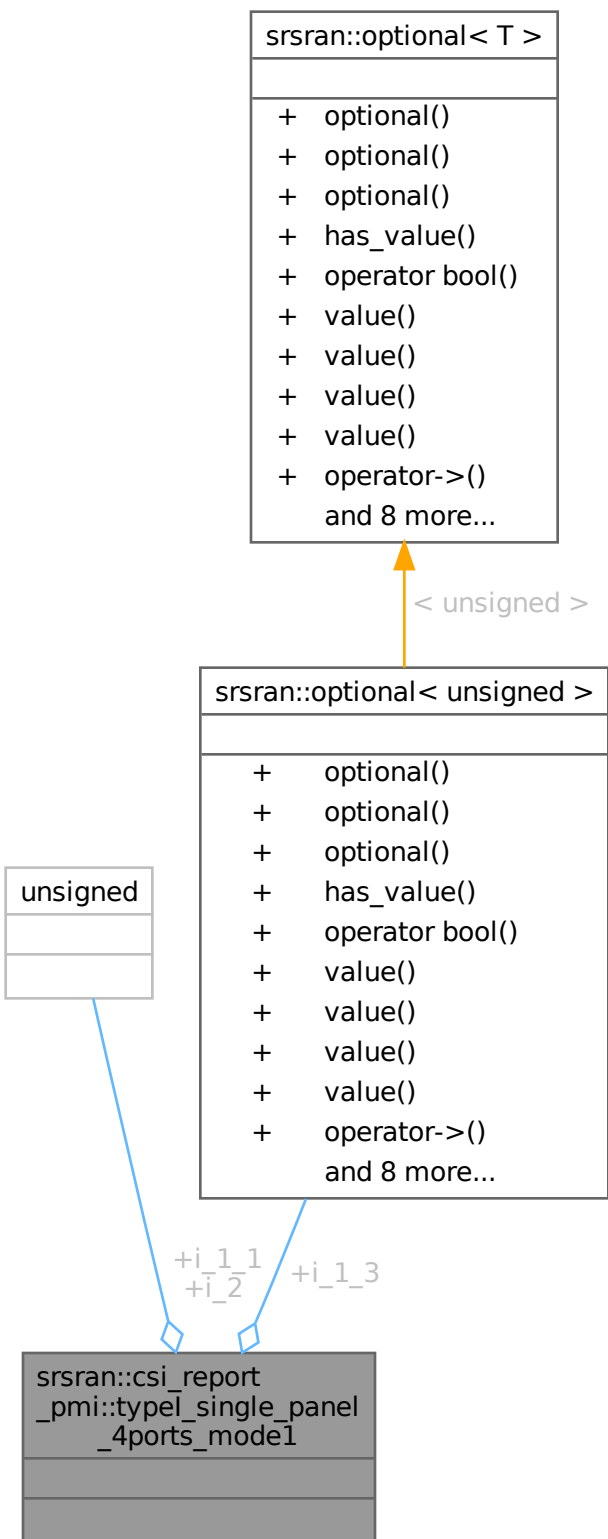 srsran::optional< T >
+ optional()
+ optional()
+ optional()
+ has_value()
+ operator bool()
+ value()
+ value()
+ value()
+ value()
+ operator->()
and 8 more...
< unsigned >
srsran::optional< unsigned >
+ optional()
+ optional()
+ optional()
+ has_value()
+ operator bool()
+ value()
+ value()
+ value()
+ value()
+ operator->()
and 8 more...
unsigned
+i_1_1
+i_2
+i_1_3
srsran::csi_report
_pmi::typeI_single_panel
_4ports_mode1